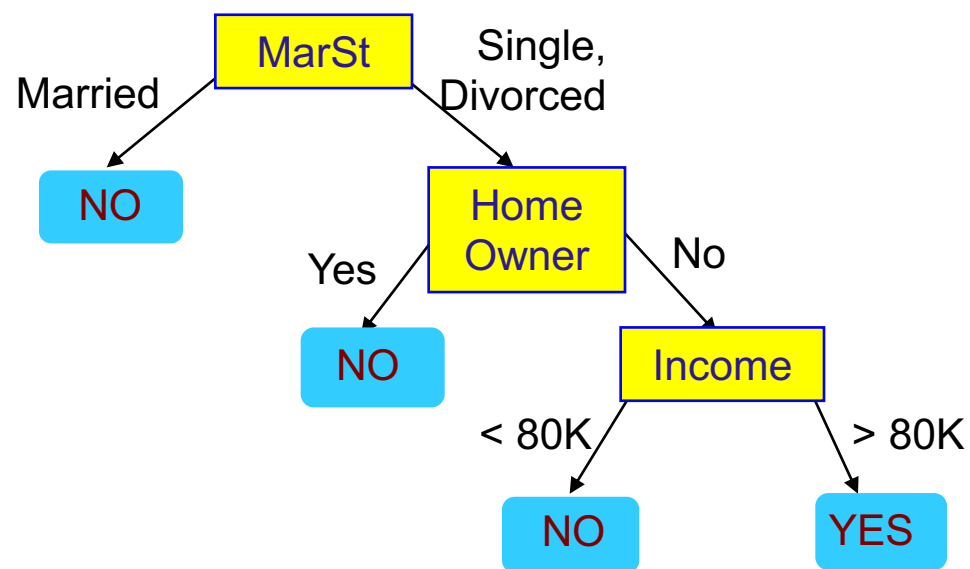 MarSt
Single,
Divorced
Married
NO
Home
Owner
Yes
No
NO
Income
< 80K
> 80K
NO
YES